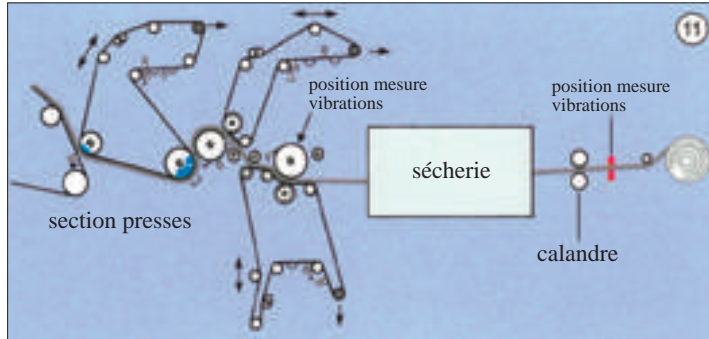 11
position mesure
vibrations
position mesure
vibrations
sécherie
section presses
calandre